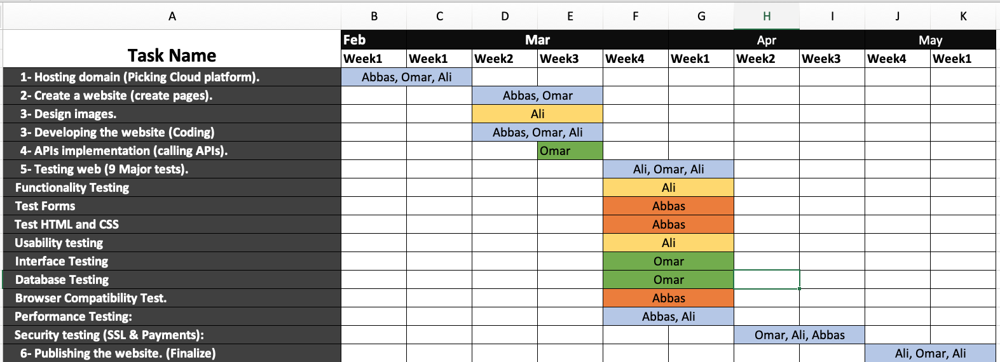 A B C D E F G H I J K
Feb Mar Apr May
Task Name
Week1 Week1 Week2 Week3 Week4 Week1 Week2 Week3 Week4 Week1
1- Hosting domain (Picking Cloud platform). Abbas, Omar, Ali
2- Create a website (create pages). Abbas, Omar
3- Design images. Ali
3- Developing the website (Coding) Abbas, Omar, Ali
4- APIs implementation (calling APIs). Omar
5- Testing web (9 Major tests). Ali, Omar, Ali
Functionality Testing Ali
Test Forms Abbas
Test HTML and CSS Abbas
Usability testing Ali
Interface Testing Omar
Database Testing Omar
Browser Compatibility Test. Abbas
Performance Testing: Abbas, Ali
Security testing (SSL & Payments): Omar, Ali, Abbas
6- Publishing the website. (Finalize) Ali, Omar, Ali